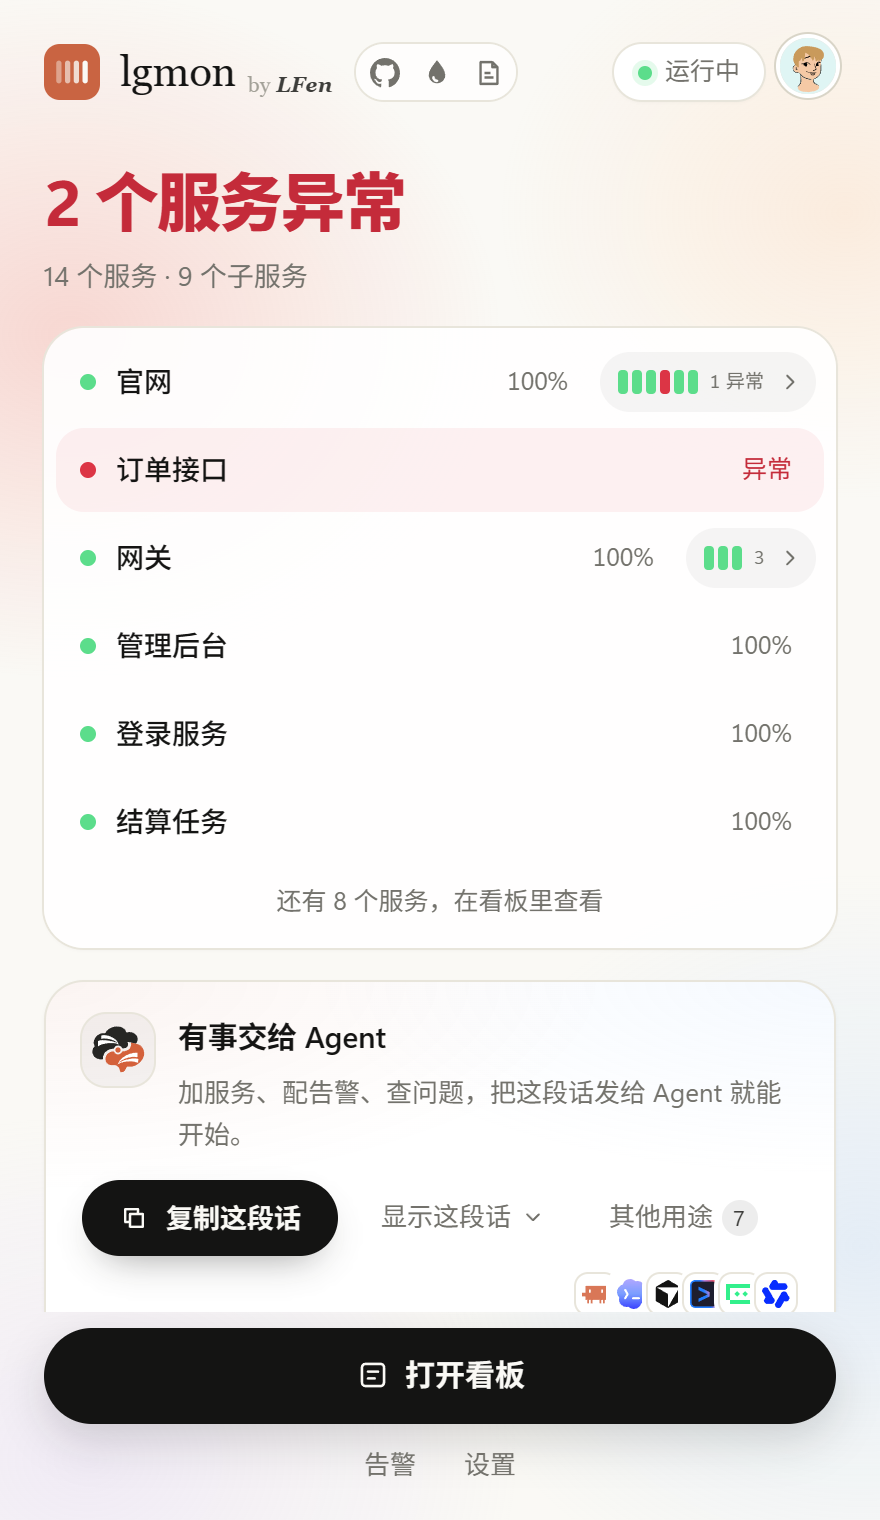 lgmon by LFen
运行中
2 个服务异常
14 个服务 · 9 个子服务
官网 100% 1 异常
订单接口 异常
网关 100% 3
管理后台 100%
登录服务 100%
结算任务 100%
还有 8 个服务，在看板里查看
有事交给 Agent
加服务、配告警、查问题，把这段话发给 Agent 就能
开始。
复制这段话 显示这段话 其他用途 7
打开看板
告警 设置